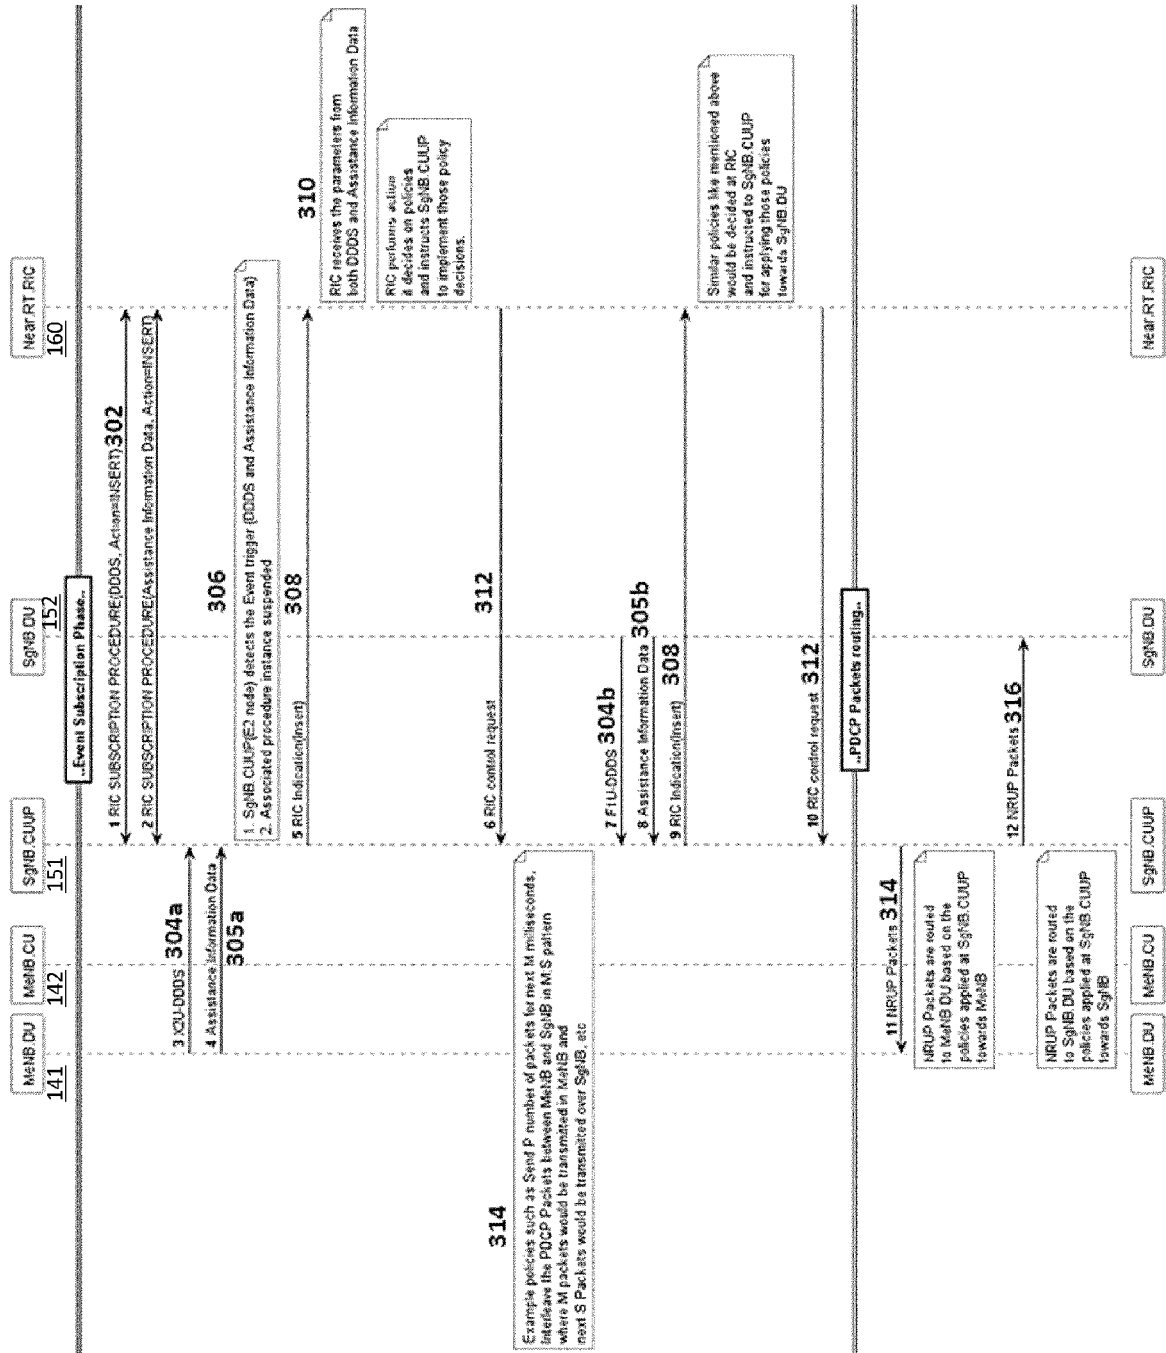 MeNB.DU
141
MeNB.CU
142
SgNB.CUUP
151
SgNB.DU
152
Near.RT.RIC
160
..Event Subscription Phase..
1 RIC SUBSCRIPTION PROCEDURE(DDDS, Action=INSERT) 302
2 RIC SUBSCRIPTION PROCEDURE(Assistance Information Data, Action=INSERT)
3 X2U-DDDS 304a
4 Assistance Information Data
305a
306
1. SgNB.CUUP(E2 node) detects the Event trigger (DDDS and Assistance Information Data)
2. Associated procedure instance suspended
308
5 RIC Indication(Insert)
310
RIC receives the parameters from
both DDDS and Assistance Information Data
RIC performs action
it decides on policies
and instructs SgNB.CUUP
to implement those policy
decisions.
312
6 RIC control request
314
Example policies such as Send P number of packets for next M miliseconds,
Interleave the PDCP Packets between MeNB and SgNB in M:S pattern
where M packets would be transmitted in MeNB and
next S Packets would be transmitted over SgNB, etc
7 F1U-DDDS 304b
8 Assistance Information Data 305b
9 RIC Indication(Insert) 308
Similar policies like mentioned above
would be decided at RIC
and instructed to SgNB.CUUP
for applying those policies
towards SgNB.DU
10 RIC control request 312
..PDCP Packets routing..
11 NRUP Packets 314
NRUP Packets are routed
to MeNB.DU based on the
policies applied at SgNB.CUUP
towards MeNB
12 NRUP Packets 316
NRUP Packets are routed
to SgNB.DU based on the
policies applied at SgNB.CUUP
towards SgNB
MeNB.DU
MeNB.CU
SgNB.CUUP
SgNB.DU
Near.RT.RIC